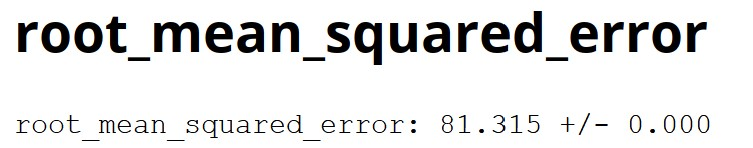 root_mean_squared_error
root_mean_squared_error: 81.315 +/- 0.000